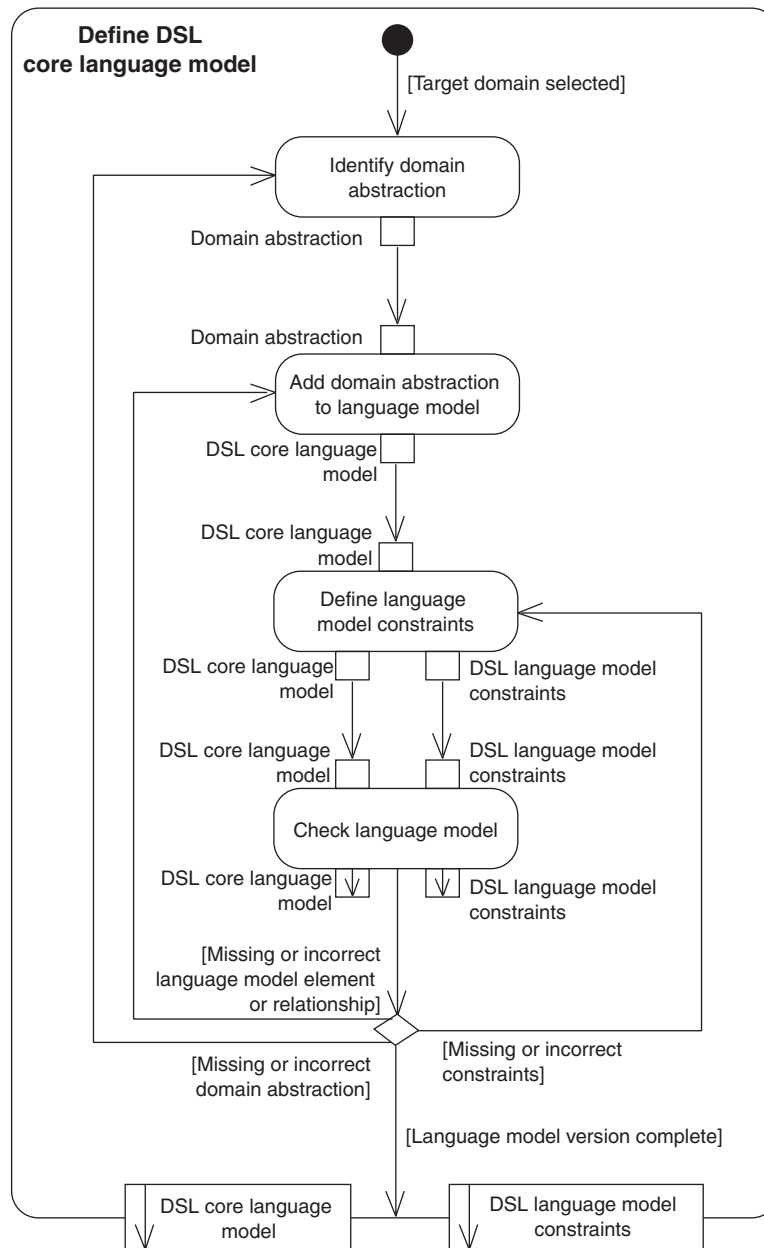 Define DSL
core language model
[Target domain selected]
Identify domain
abstraction
Domain abstraction
Domain abstraction
Add domain abstraction
to language model
DSL core language
model
DSL core language
model
Define language
model constraints
DSL core language
model
DSL language model
constraints
DSL core language
model
DSL language model
constraints
Check language model
DSL core language
model
DSL language model
constraints
[Missing or incorrect
language model element
or relationship]
[Missing or incorrect
domain abstraction]
[Missing or incorrect
constraints]
[Language model version complete]
DSL core language
model
DSL language model
constraints